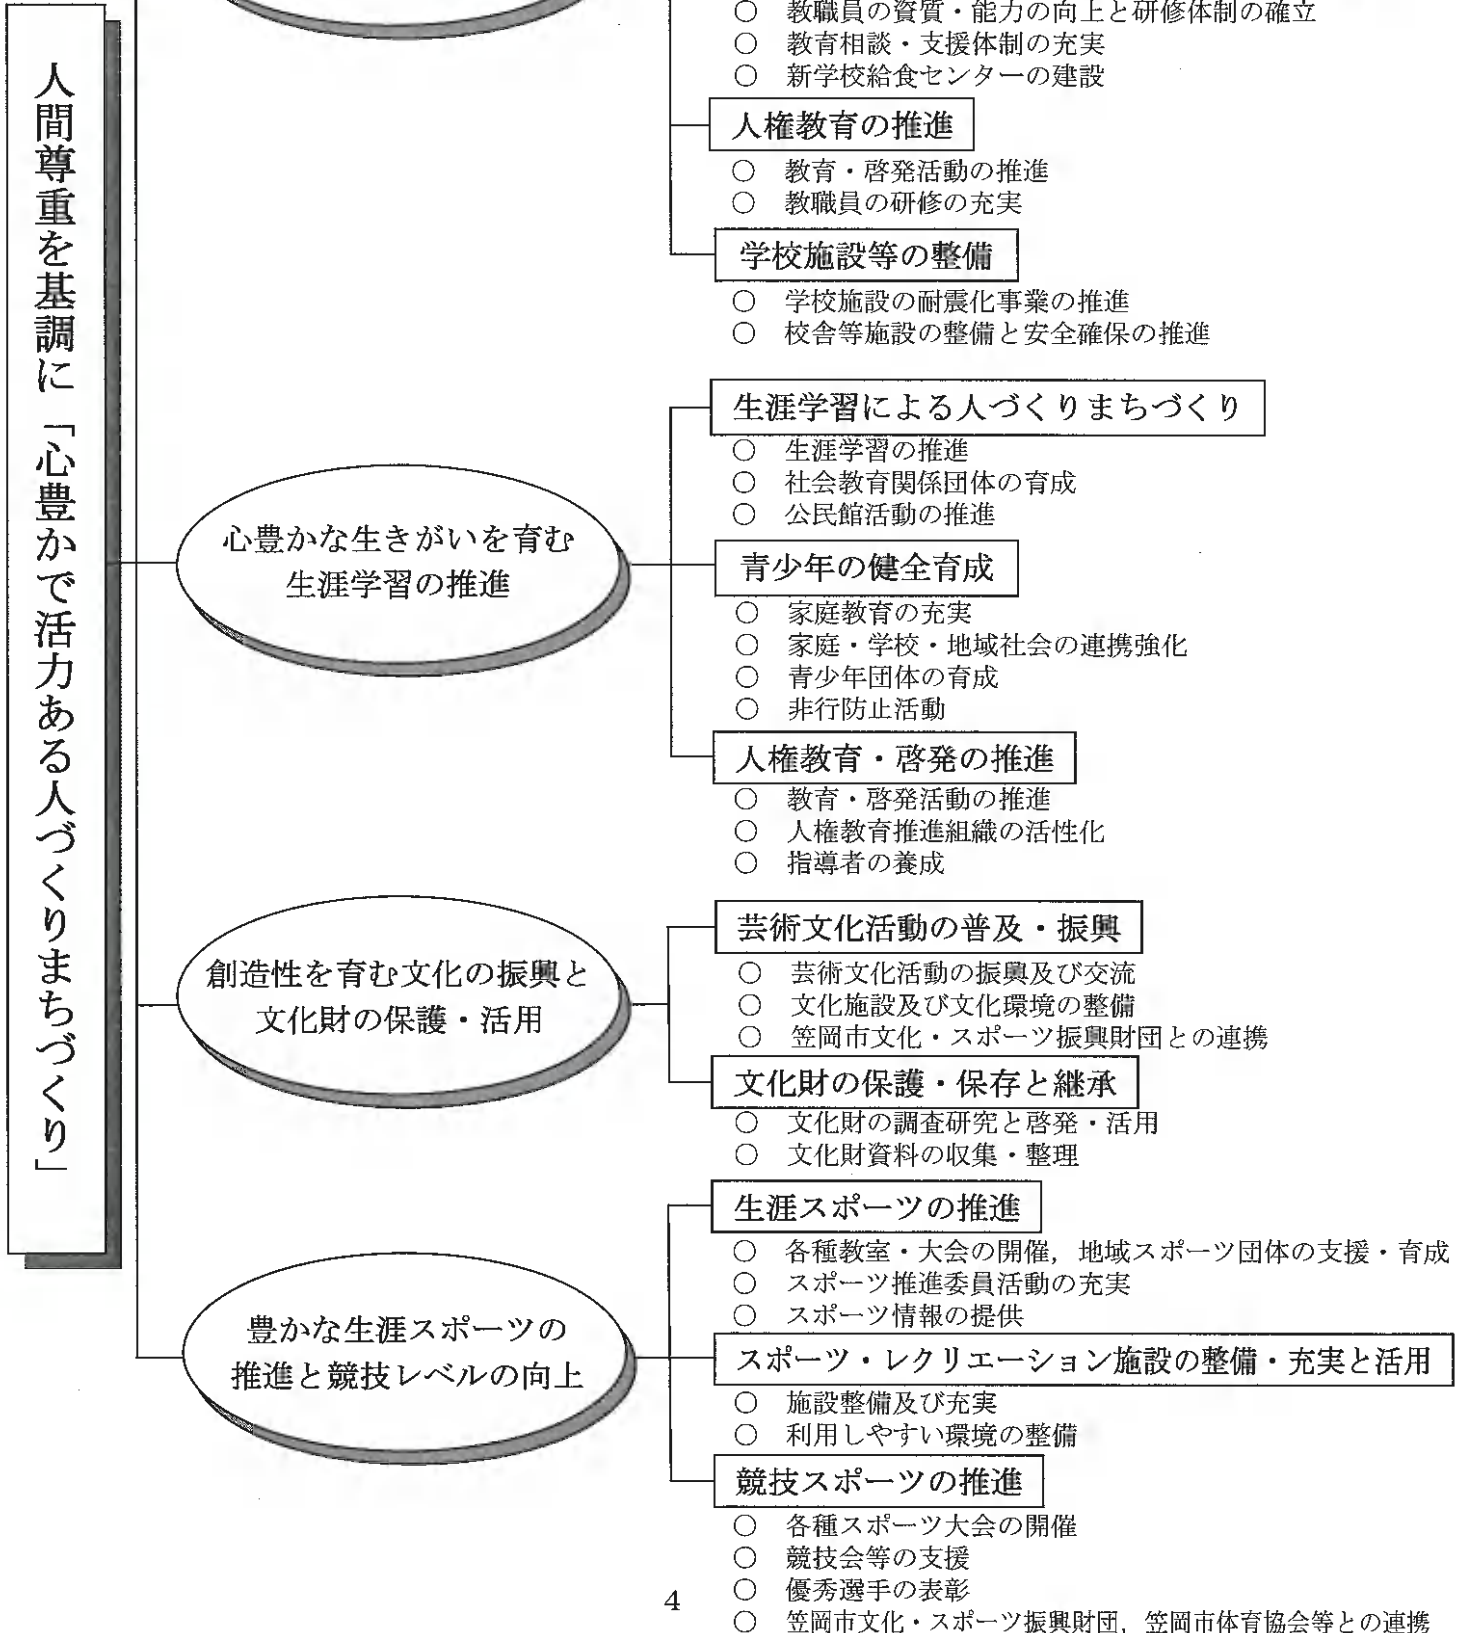 人間尊重を基調に「心豊かで活力ある人づくりまちづくり」
○ 教職員の資質・能力の向上と研修体制の確立
○ 教育相談・支援体制の充実
○ 新学校給食センターの建設
人権教育の推進
○ 教育・啓発活動の推進
○ 教職員の研修の充実
学校施設等の整備
○ 学校施設の耐震化事業の推進
○ 校舎等施設の整備と安全確保の推進
心豊かな生きがいを育む
生涯学習の推進
生涯学習による人づくりまちづくり
○ 生涯学習の推進
○ 社会教育関係団体の育成
○ 公民館活動の推進
青少年の健全育成
○ 家庭教育の充実
○ 家庭・学校・地域社会の連携強化
○ 青少年団体の育成
○ 非行防止活動
人権教育・啓発の推進
○ 教育・啓発活動の推進
○ 人権教育推進組織の活性化
○ 指導者の養成
創造性を育む文化の振興と
文化財の保護・活用
芸術文化活動の普及・振興
○ 芸術文化活動の振興及び交流
○ 文化施設及び文化環境の整備
○ 笠岡市文化・スポーツ振興財団との連携
文化財の保護・保存と継承
○ 文化財の調査研究と啓発・活用
○ 文化財資料の収集・整理
豊かな生涯スポーツの
推進と競技レベルの向上
生涯スポーツの推進
○ 各種教室・大会の開催，地域スポーツ団体の支援・育成
○ スポーツ推進委員活動の充実
○ スポーツ情報の提供
スポーツ・レクリエーション施設の整備・充実と活用
○ 施設整備及び充実
○ 利用しやすい環境の整備
競技スポーツの推進
○ 各種スポーツ大会の開催
○ 競技会等の支援
○ 優秀選手の表彰
○ 笠岡市文化・スポーツ振興財団，笠岡市体育協会等との連携
4